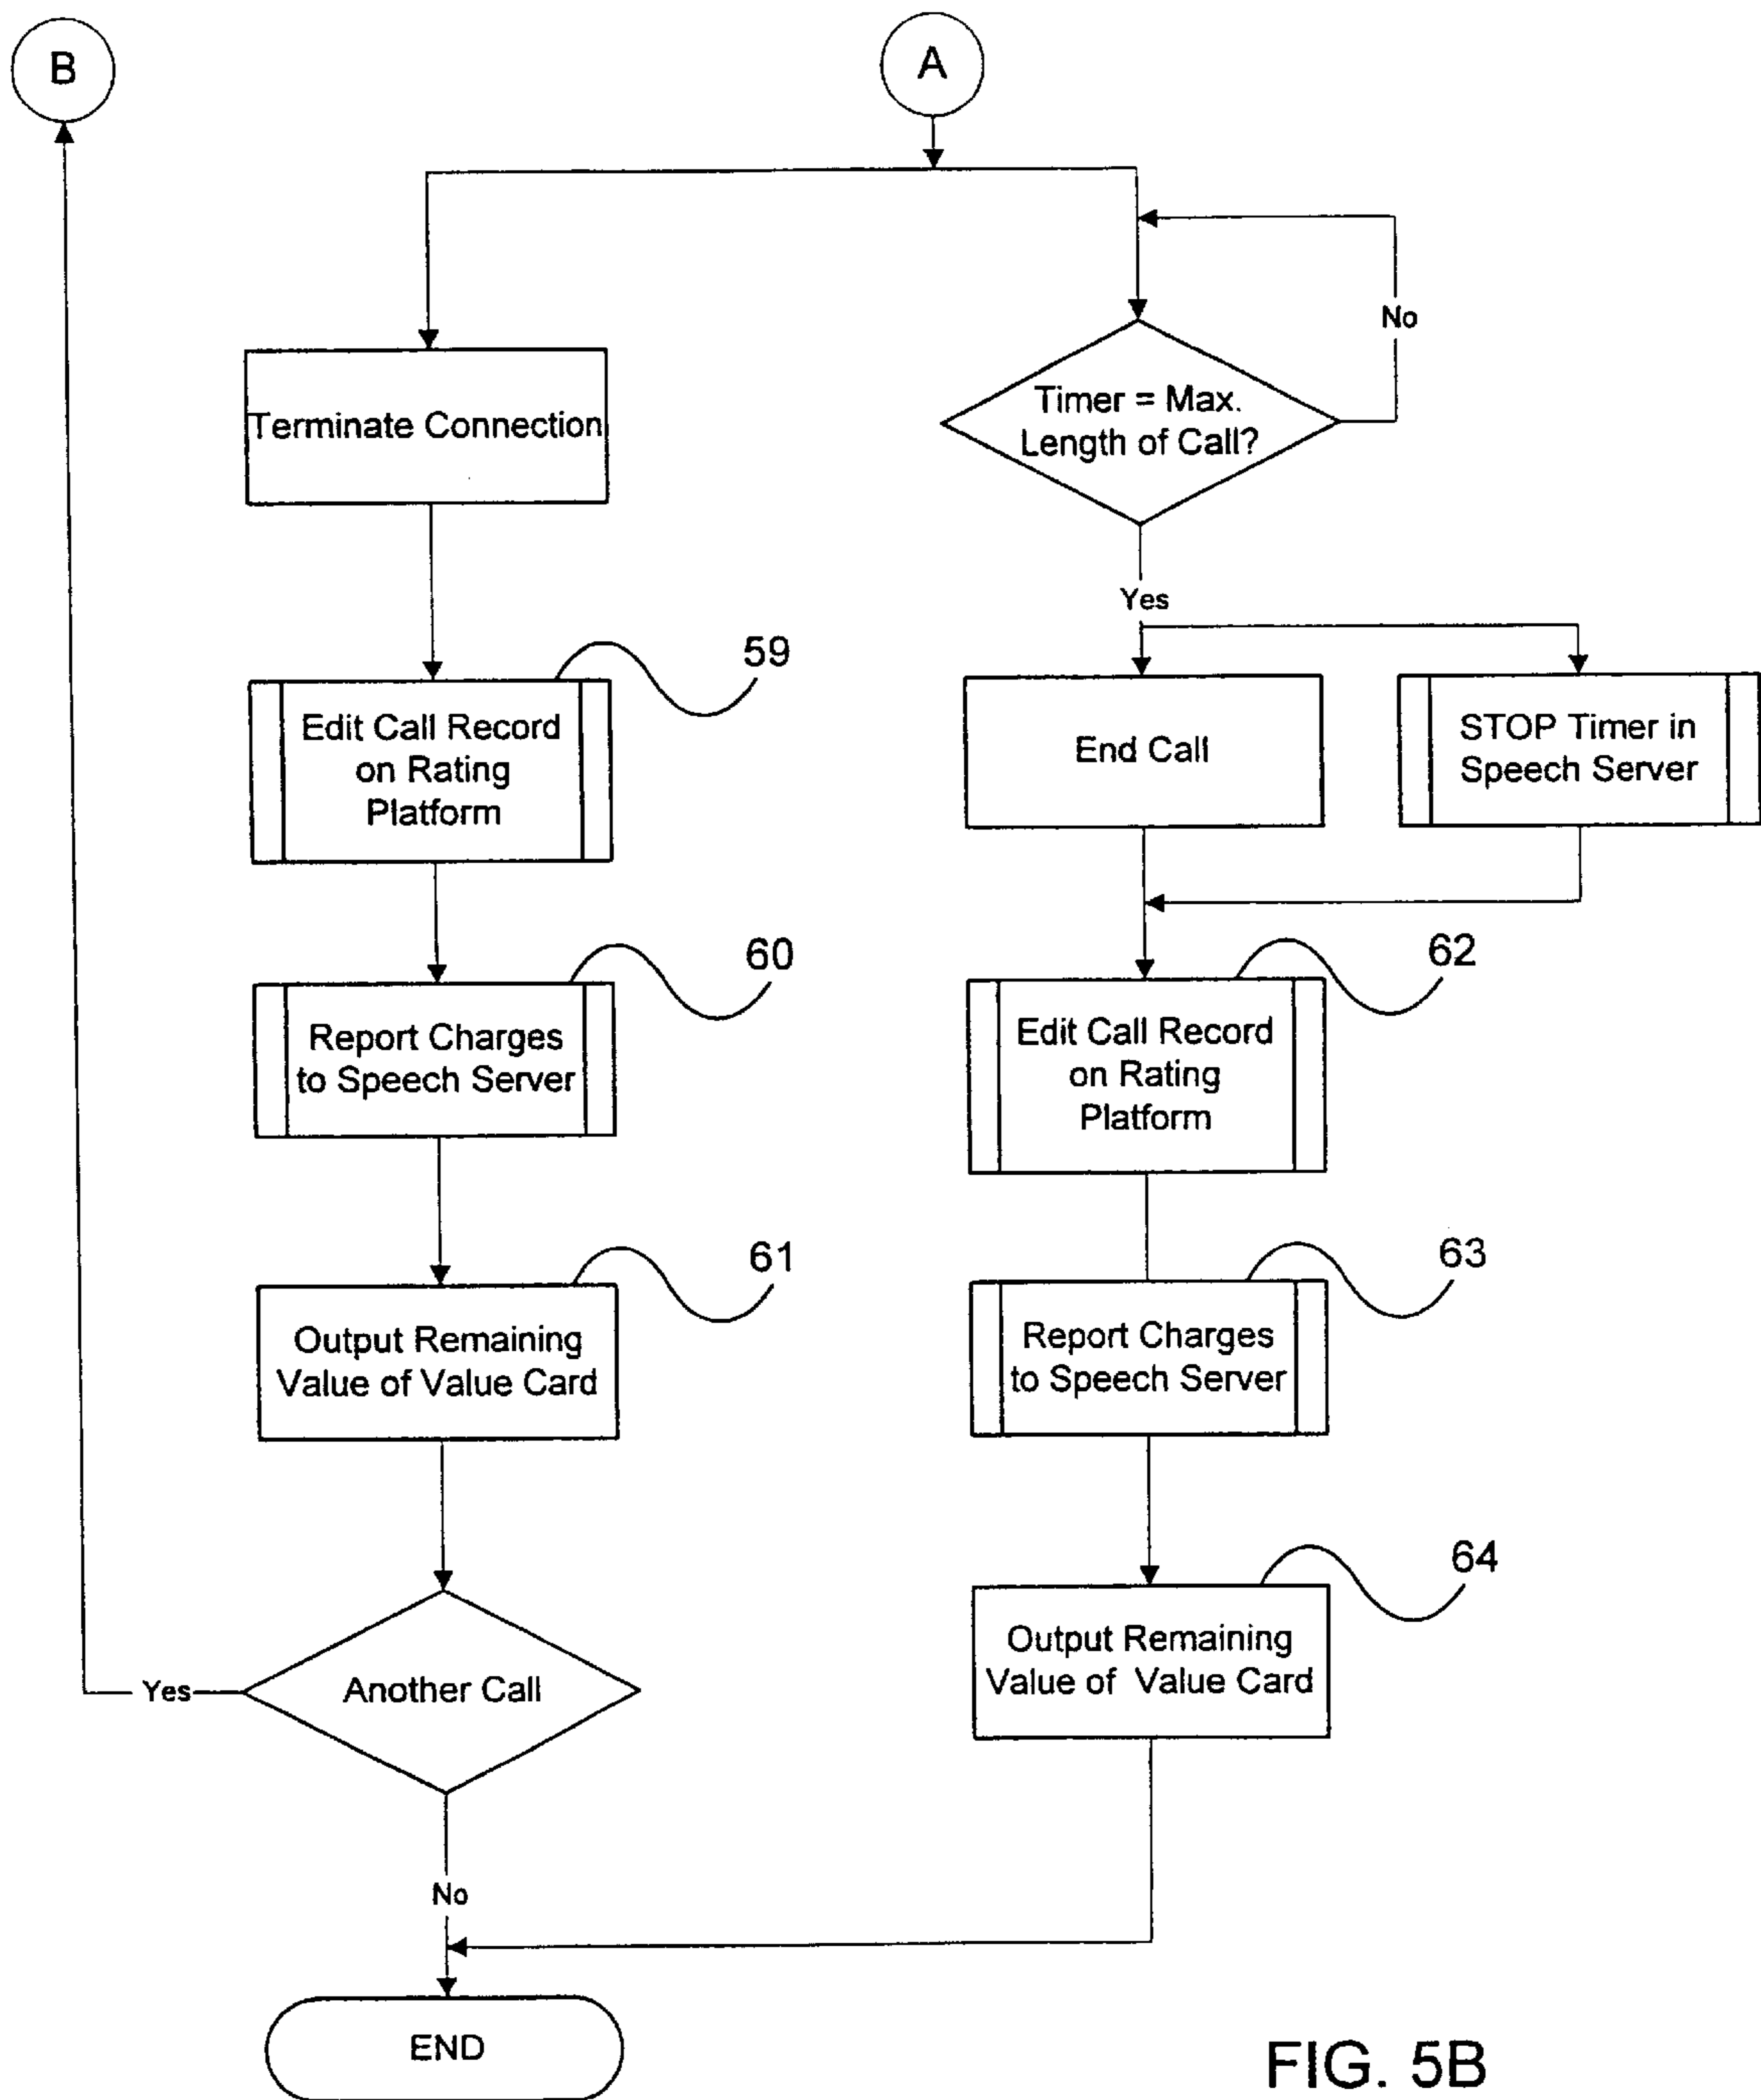 B
A
No
Timer = Max.
Length of Call?
Terminate Connection
Yes
59
Edit Call Record
on Rating
Platform
End Call
STOP Timer in
Speech Server
60
Report Charges
to Speech Server
62
Edit Call Record
on Rating
Platform
61
Output Remaining
Value of Value Card
63
Report Charges
to Speech Server
64
Output Remaining
Value of Value Card
Yes
Another Call
No
END
FIG. 5B